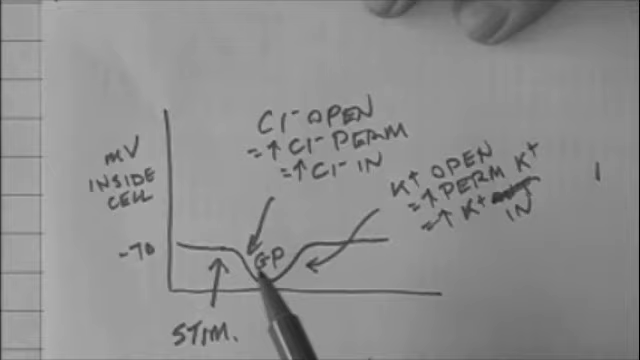 Cl- OPEN
= ↑ Cl- PERM
= ↑ Cl- IN
mV
INSIDE
CELL
K+ OPEN
= ↑ PERM K+
= ↑ K+
IN
-70
GP
STIM.